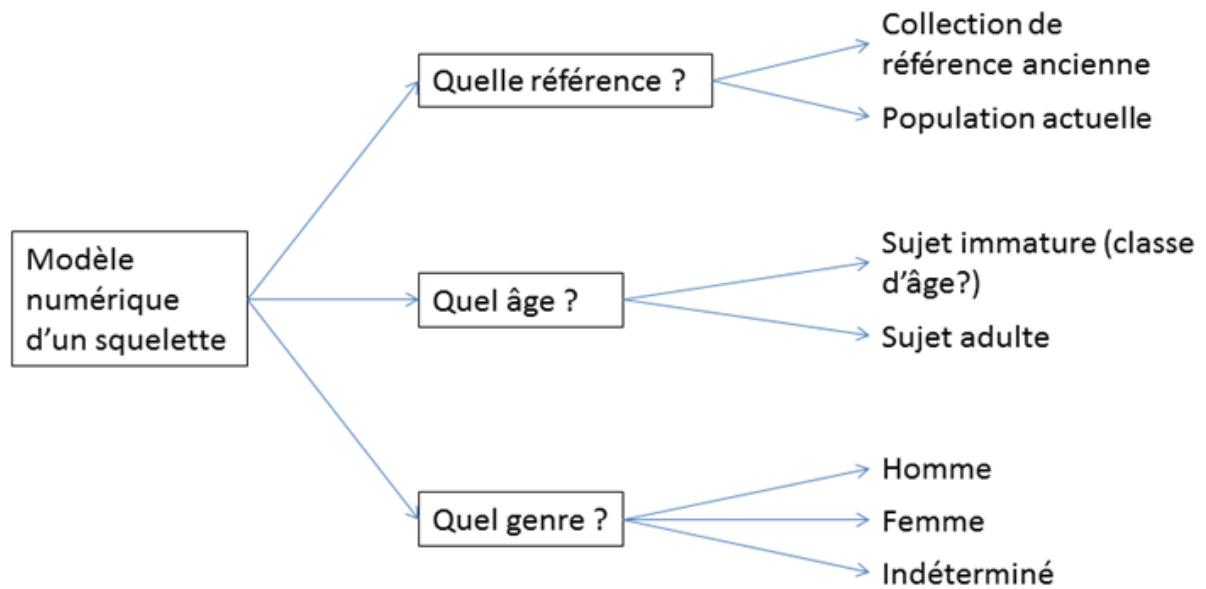 Modèle
numérique
d'un squelette
Quelle référence ?
Collection de
référence ancienne
Population actuelle
Quel âge ?
Sujet immature (classe
d'âge?)
Sujet adulte
Quel genre ?
Homme
Femme
Indéterminé